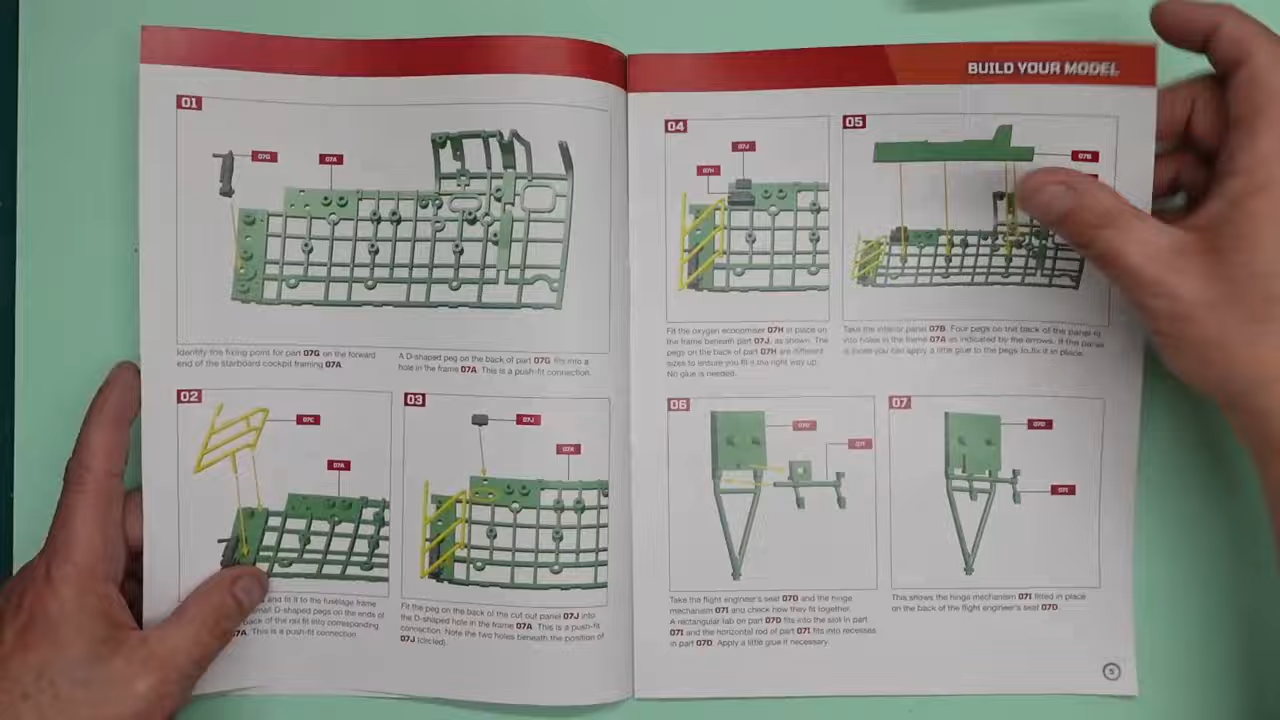 BUILD YOUR MODEL
01
07G
07A
Identify the fixing point for part 07G on the forward
end of the starboard cockpit framing 07A.
A D-shaped peg on the back of part 07G fits into a
hole in the frame 07A. This is a push-fit connection.
02
07C
07A
and fit it to the fuselage frame
small D-shaped pegs on the ends of
back of the rail fit into corresponding
07A. This is a push-fit connection
03
07J
07A
Fit the peg on the back of the cut out panel 07J into
the D-shaped hole in the frame 07A. This is a push-fit
connection. Note the two holes beneath the position of
07J (circled).
04
07J
07H
Fit the oxygen economiser 07H in place on
the frame beneath part 07J, as shown. The
pegs on the back of part 07H are different
sizes to ensure you fit it the right way up.
No glue is needed.
05
07B
Take the interior panel 07B. Four pegs on the back of the panel fit
into holes in the frame 07A as indicated by the arrows. If the panel
is loose you can apply a little glue to the pegs to fix it in place.
06
07D
07I
Take the flight engineer's seat 07D and the hinge
mechanism 07I and check how they fit together.
A rectangular tab on part 07D fits into the slot in part
07I and the horizontal rod of part 07I fits into recesses
in part 07D. Apply a little glue if necessary.
07
07D
07I
This shows the hinge mechanism 07I fitted in place
on the back of the flight engineer's seat 07D.
5